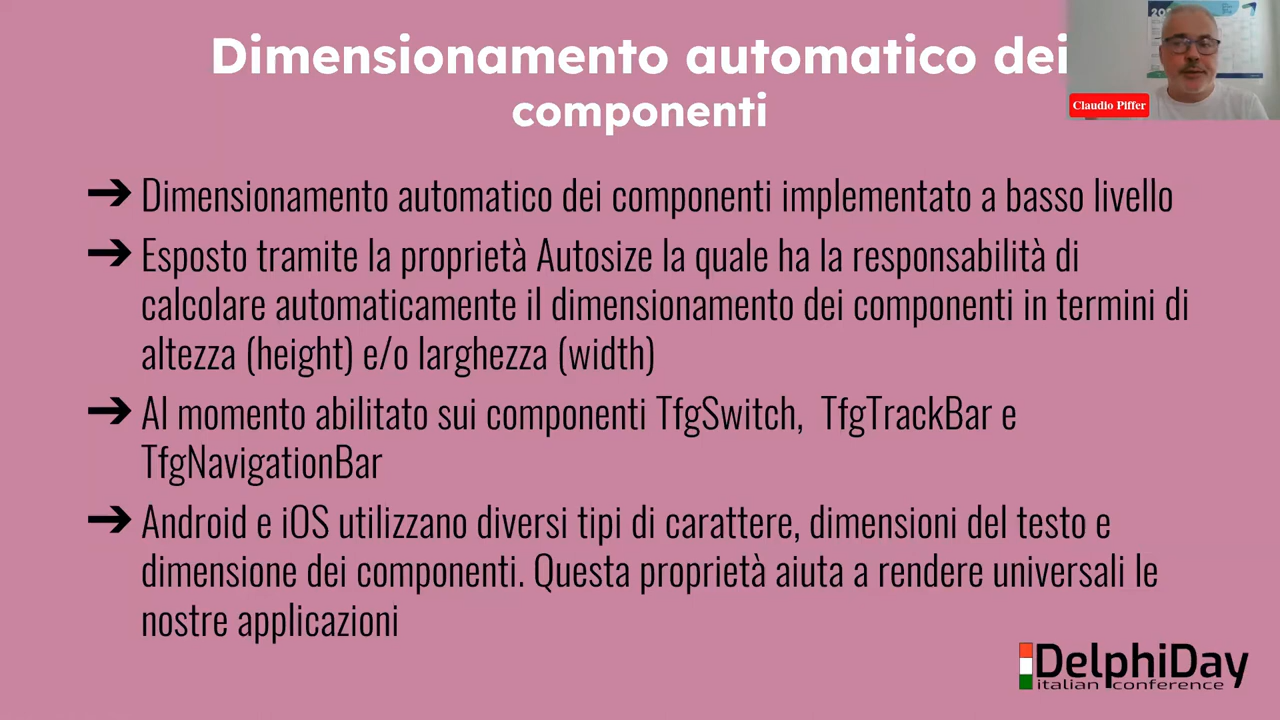 Dimensionamento automatico dei
componenti
Claudio Piffer
➔ Dimensionamento automatico dei componenti implementato a basso livello
➔ Esposto tramite la proprietà Autosize la quale ha la responsabilità di
calcolare automaticamente il dimensionamento dei componenti in termini di
altezza (height) e/o larghezza (width)
➔ Al momento abilitato sui componenti TfgSwitch, TfgTrackBar e
TfgNavigationBar
➔ Android e iOS utilizzano diversi tipi di carattere, dimensioni del testo e
dimensione dei componenti. Questa proprietà aiuta a rendere universali le
nostre applicazioni
DelphiDay
italian conference